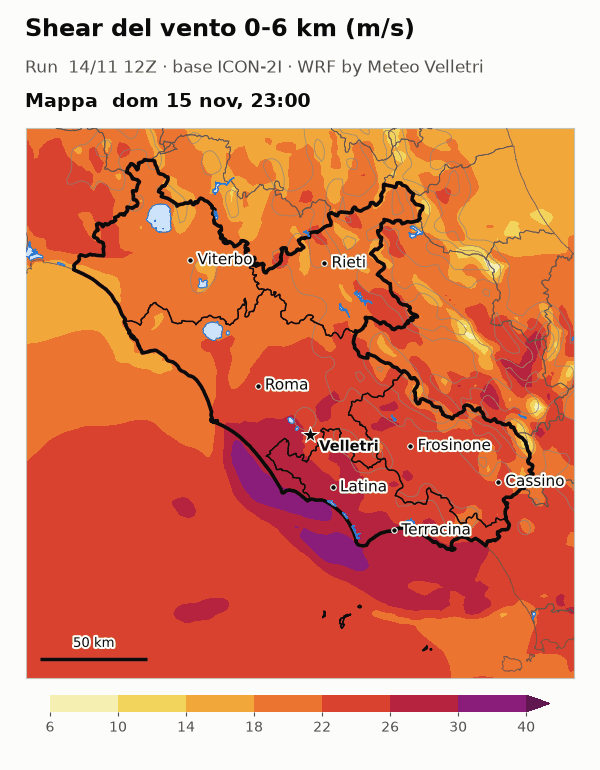 Shear del vento 0-6 km (m/s)
Run  14/11 12Z · base ICON-2I · WRF by Meteo Velletri
Mappa  dom 15 nov, 23:00
Viterbo
Rieti
Roma
Velletri
Frosinone
Latina
Cassino
Terracina
50 km
6 10 14 18 22 26 30 40